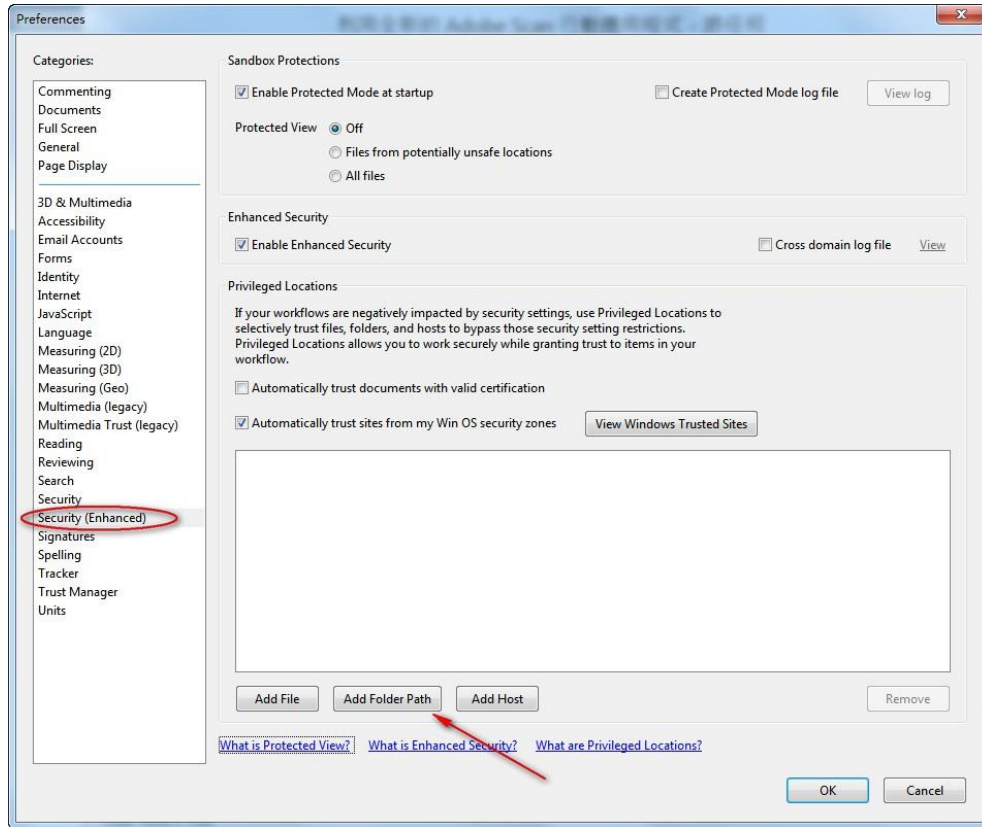 Preferences
Categories:
Commenting
Documents
Full Screen
General
Page Display
3D & Multimedia
Accessibility
Email Accounts
Forms
Identity
Internet
JavaScript
Language
Measuring (2D)
Measuring (3D)
Measuring (Geo)
Multimedia (legacy)
Multimedia Trust (legacy)
Reading
Reviewing
Search
Security
Security (Enhanced)
Signatures
Spelling
Tracker
Trust Manager
Units
Sandbox Protections
Enable Protected Mode at startup
Create Protected Mode log file
View log
Protected View
Off
Files from potentially unsafe locations
All files
Enhanced Security
Enable Enhanced Security
Cross domain log file
View
Privileged Locations
If your workflows are negatively impacted by security settings, use Privileged Locations to
selectively trust files, folders, and hosts to bypass those security setting restrictions.
Privileged Locations allows you to work securely while granting trust to items in your
workflow.
Automatically trust documents with valid certification
Automatically trust sites from my Win OS security zones
View Windows Trusted Sites
Add File
Add Folder Path
Add Host
Remove
What is Protected View?
What is Enhanced Security?
What are Privileged Locations?
OK
Cancel